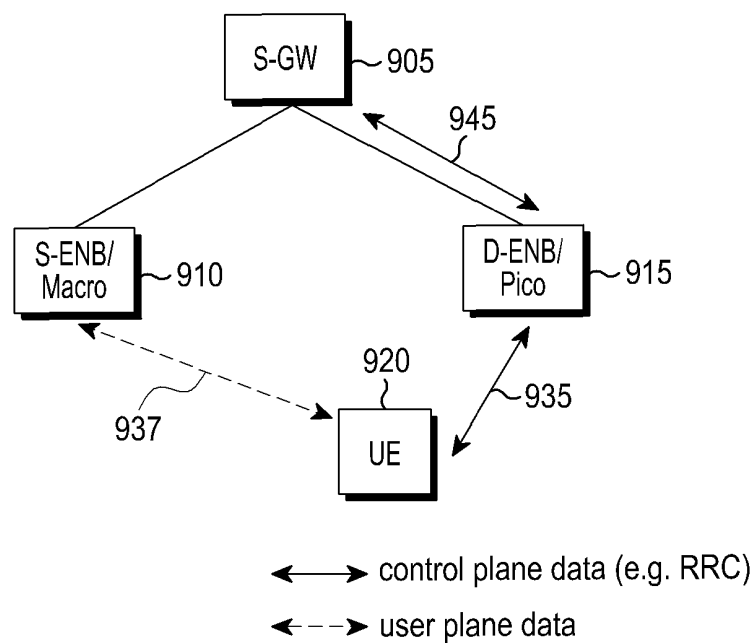 S-GW
905
945
S-ENB/
Macro
910
D-ENB/
Pico
915
920
937
935
UE
control plane data (e.g. RRC)
user plane data